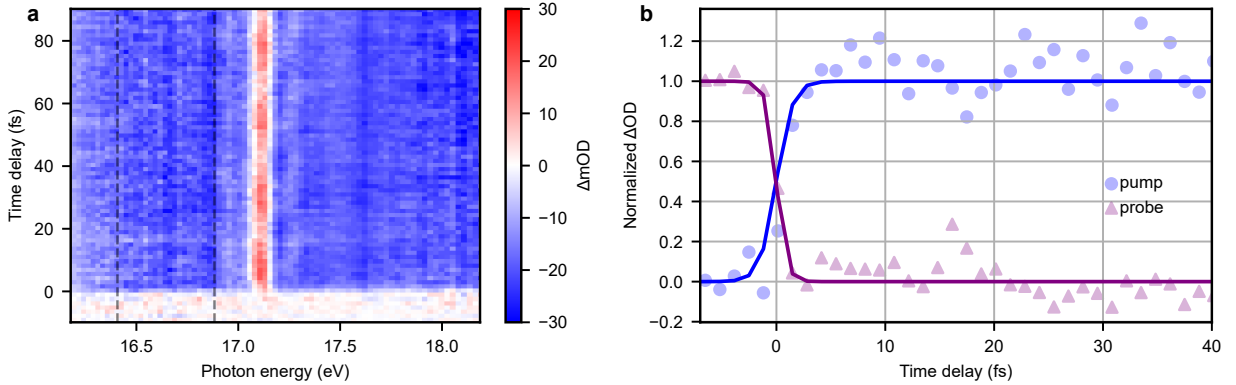 a
80
60
40
20
0
Time delay (fs)
16.5 17.0 17.5 18.0
Photon energy (eV)
30
20
10
0
−10
−20
−30
ΔmOD
b
1.2
1.0
0.8
0.6
0.4
0.2
0.0
−0.2
Normalized ΔOD
pump
probe
0 10 20 30 40
Time delay (fs)